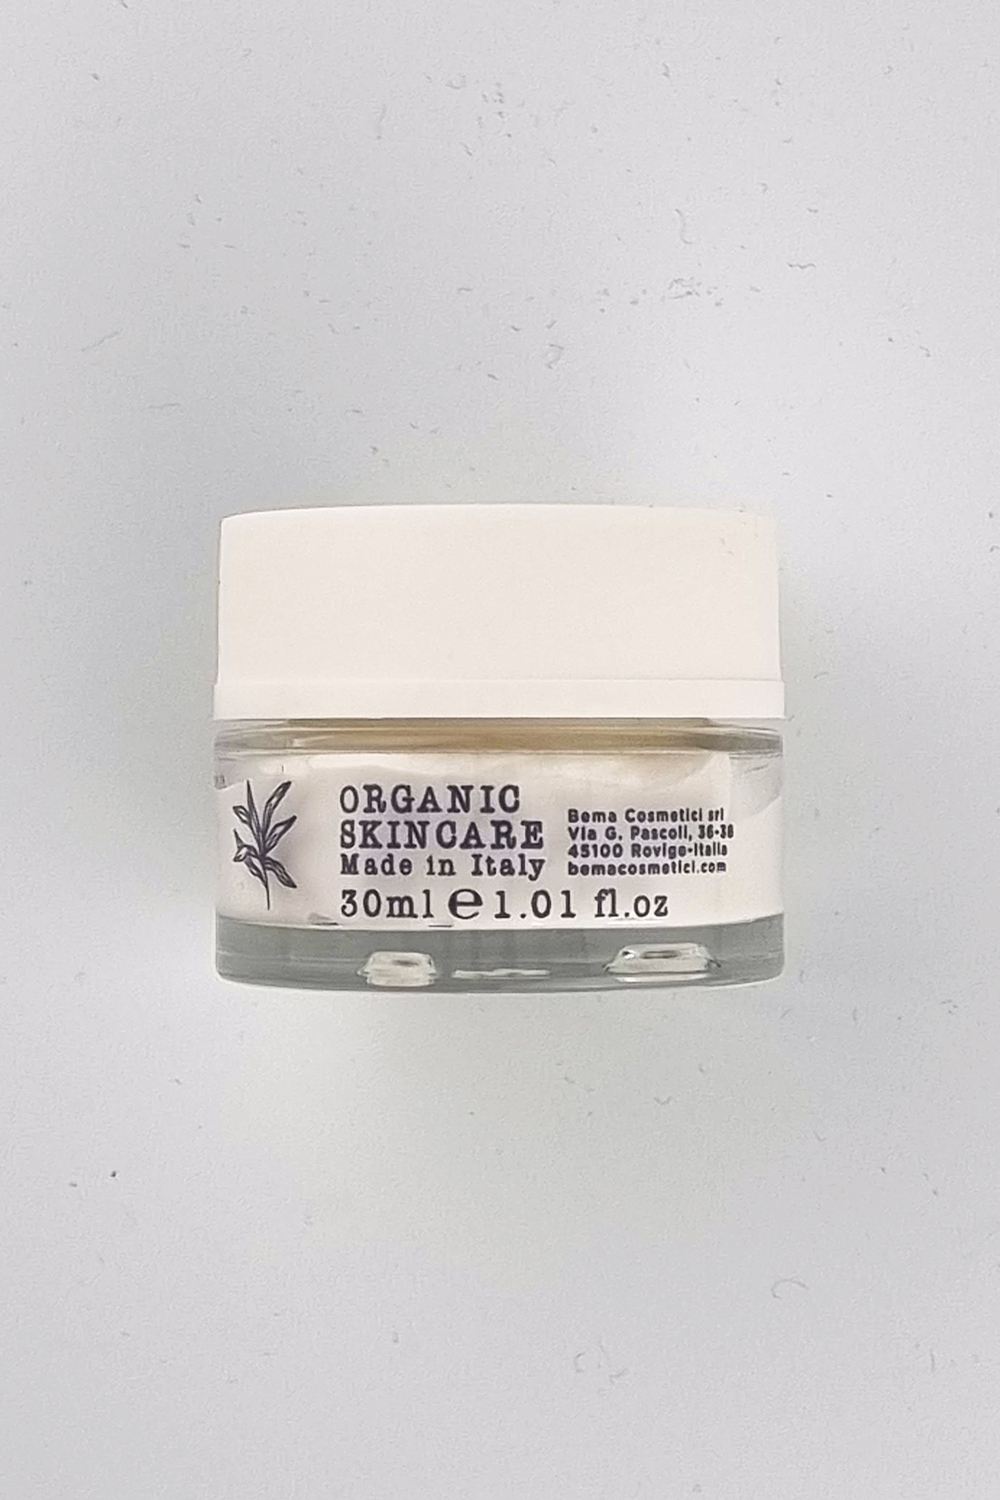 ORGANIC
SKINCARE
Made in Italy
30ml e 1.01 fl.oz
Bema Cosmetici srl
Via G. Pascoli, 36-38
45100 Rovigo-Italia
bemacosmetici.com